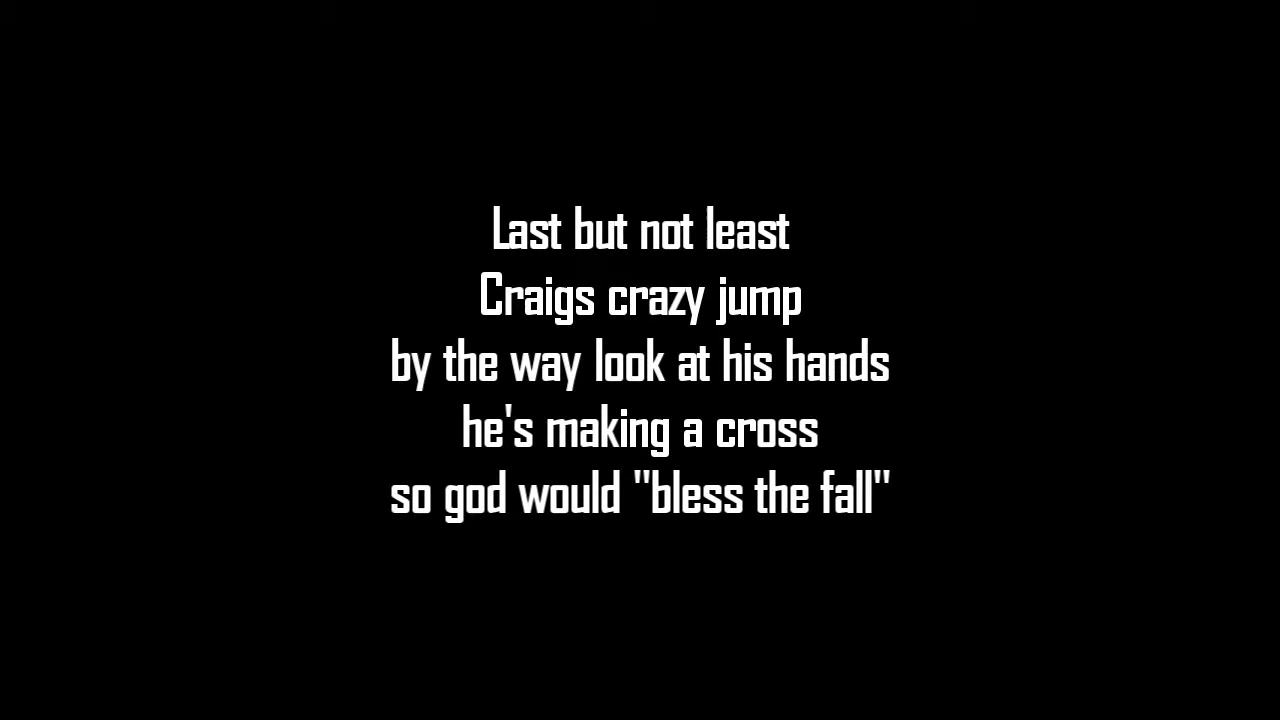 Last but not least
Craigs crazy jump
by the way look at his hands
he's making a cross
so god would "bless the fall"